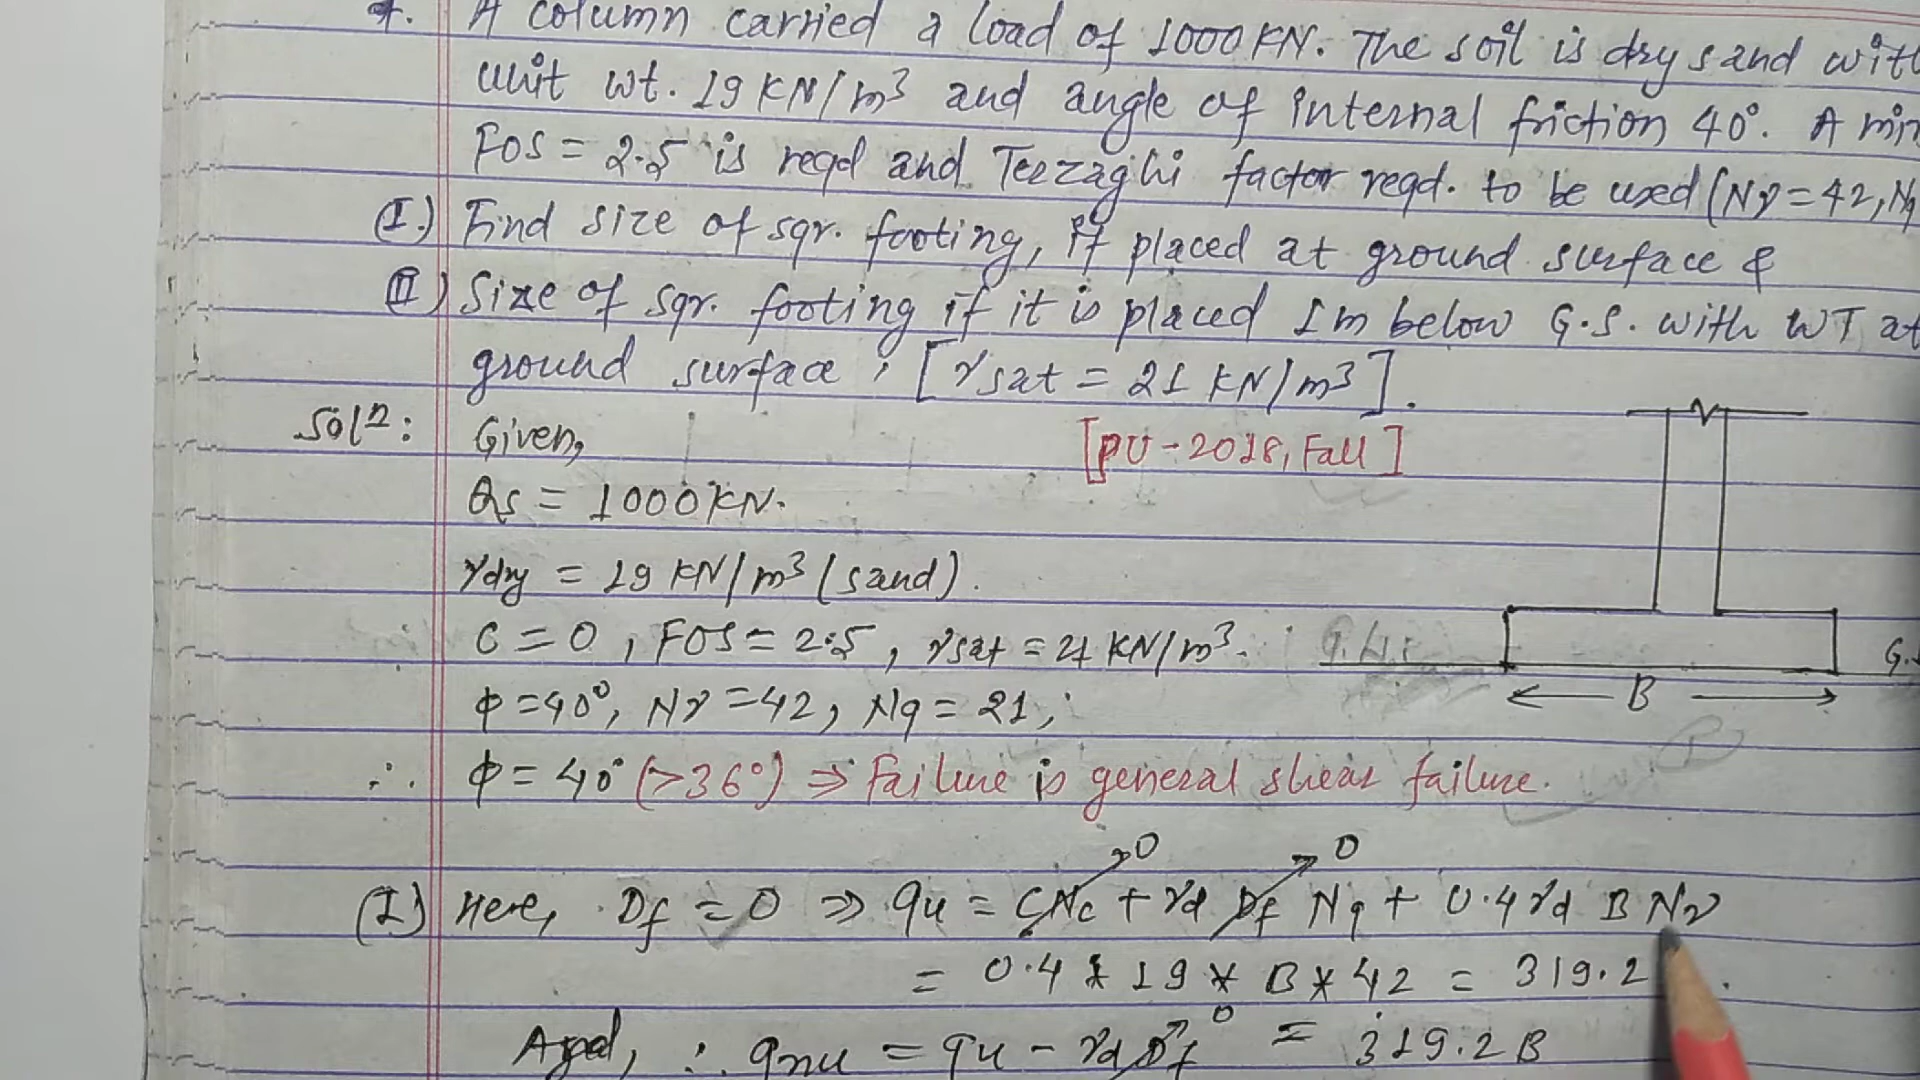 A column carried a load of 1000 KN. The soil is dry sand with
unit wt. 19 KN/m³ and angle of internal friction 40°. A min
FOS = 2.5 is reqd and Terzaghi factor reqd. to be used (Nγ = 42, Nq
(I.) Find size of sqr. footing, if placed at ground surface &
(II) Size of sqr. footing if it is placed 1m below G.S. with WT at
ground surface ; [γsat = 21 KN/m³].
Solⁿ: Given,
[PU - 2018, Fall]
Qs = 1000 KN.
γdry = 19 KN/m³ (sand).
C = 0, FOS = 2.5, γsat = 21 KN/m³.
G.
B
φ = 40°, Nγ = 42, Nq = 21;
∴ φ = 40° (>36°) ⇒ Failure is general shear failure.
0 0
(I) Here, Df = 0 ⇒ qu = CNc + γd Df Nq + 0.4 γd B Nγ
= 0.4 * 19 * B * 42 = 319.2
∴ qnu = qu - γd Df 0 = 319.2 B